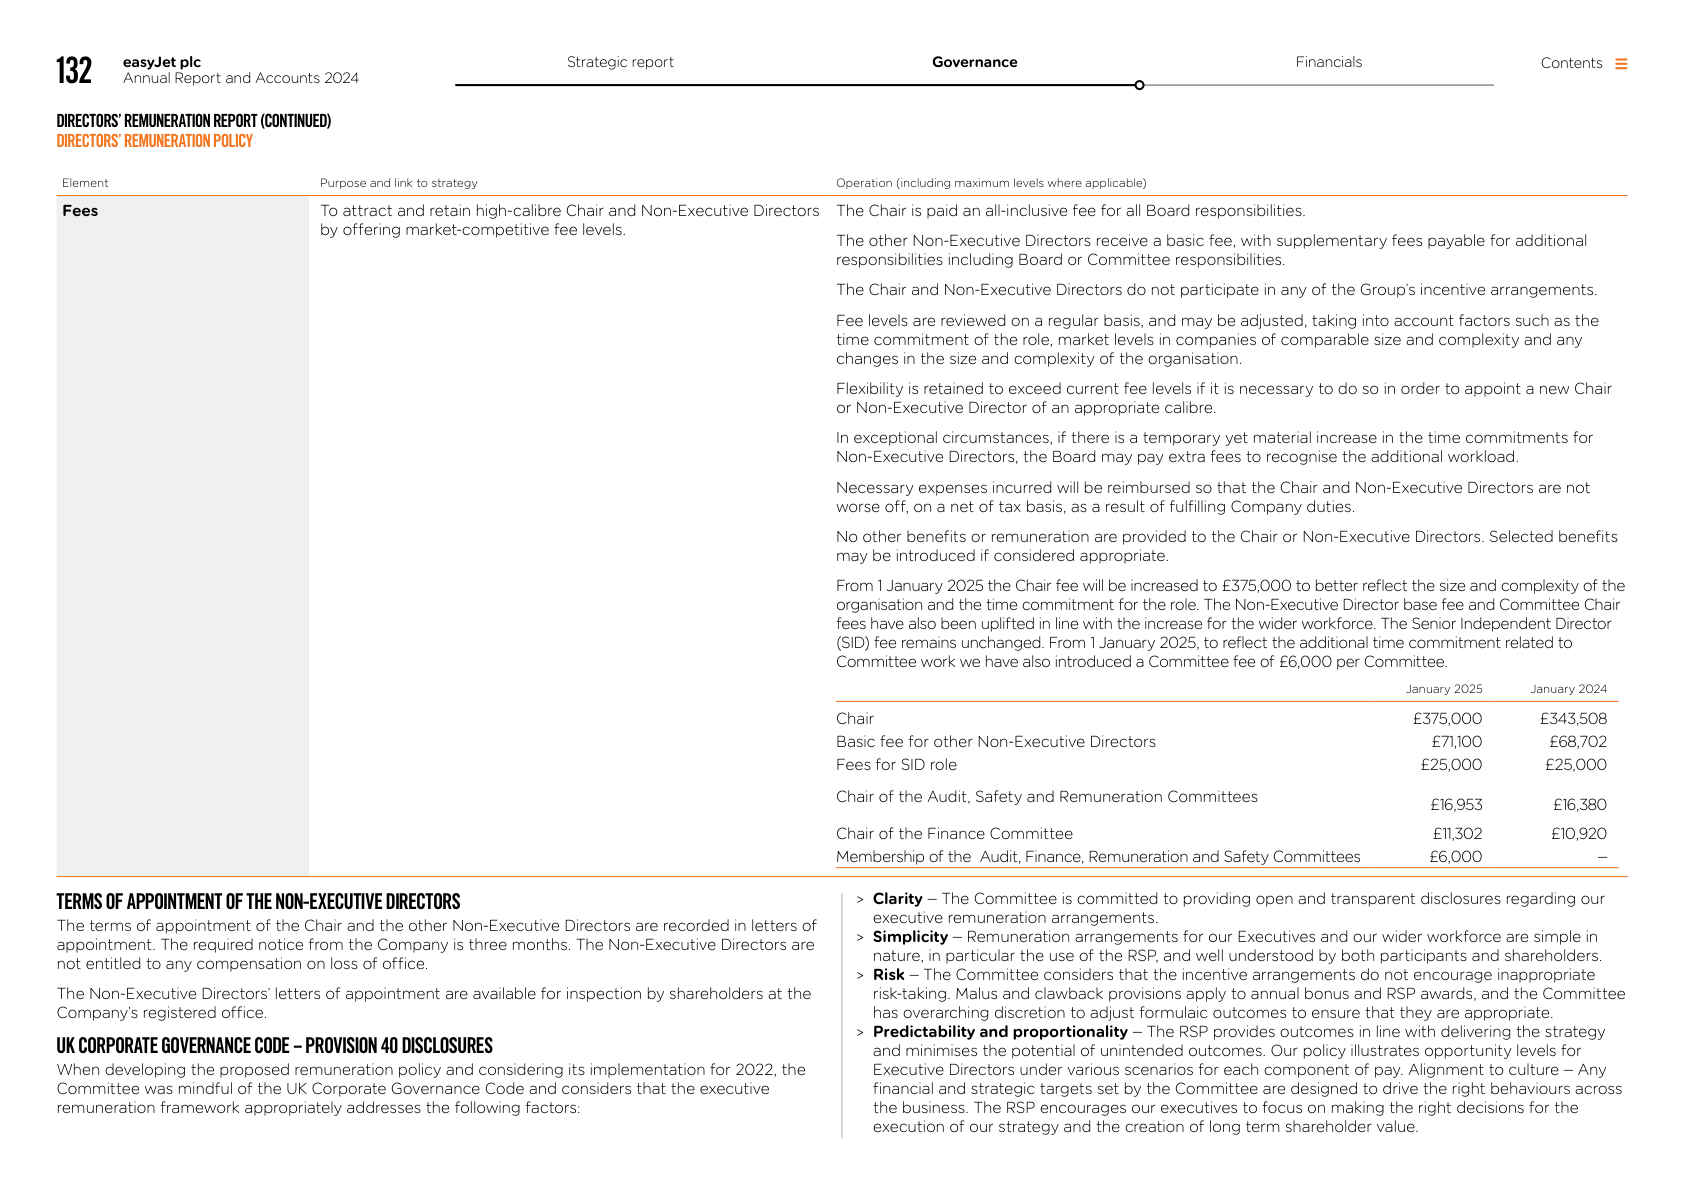 132
easyJet plc
Annual Report and Accounts 2024
Strategic report
Governance
Financials
Contents
DIRECTORS' REMUNERATION REPORT (CONTINUED)
DIRECTORS' REMUNERATION POLICY
Element
Purpose and link to strategy
Operation (including maximum levels where applicable)
Fees
To attract and retain high-calibre Chair and Non-Executive Directors
by offering market-competitive fee levels.
The Chair is paid an all-inclusive fee for all Board responsibilities.
The other Non-Executive Directors receive a basic fee, with supplementary fees payable for additional
responsibilities including Board or Committee responsibilities.
The Chair and Non-Executive Directors do not participate in any of the Group's incentive arrangements.
Fee levels are reviewed on a regular basis, and may be adjusted, taking into account factors such as the
time commitment of the role, market levels in companies of comparable size and complexity and any
changes in the size and complexity of the organisation.
Flexibility is retained to exceed current fee levels if it is necessary to do so in order to appoint a new Chair
or Non-Executive Director of an appropriate calibre.
In exceptional circumstances, if there is a temporary yet material increase in the time commitments for
Non-Executive Directors, the Board may pay extra fees to recognise the additional workload.
Necessary expenses incurred will be reimbursed so that the Chair and Non-Executive Directors are not
worse off, on a net of tax basis, as a result of fulfilling Company duties.
No other benefits or remuneration are provided to the Chair or Non-Executive Directors. Selected benefits
may be introduced if considered appropriate.
From 1 January 2025 the Chair fee will be increased to £375,000 to better reflect the size and complexity of the
organisation and the time commitment for the role. The Non-Executive Director base fee and Committee Chair
fees have also been uplifted in line with the increase for the wider workforce. The Senior Independent Director
(SID) fee remains unchanged. From 1 January 2025, to reflect the additional time commitment related to
Committee work we have also introduced a Committee fee of £6,000 per Committee.
January 2025 January 2024
Chair £375,000 £343,508
Basic fee for other Non-Executive Directors £71,100 £68,702
Fees for SID role £25,000 £25,000
Chair of the Audit, Safety and Remuneration Committees £16,953 £16,380
Chair of the Finance Committee £11,302 £10,920
Membership of the  Audit, Finance, Remuneration and Safety Committees £6,000 –
TERMS OF APPOINTMENT OF THE NON-EXECUTIVE DIRECTORS
The terms of appointment of the Chair and the other Non-Executive Directors are recorded in letters of
appointment. The required notice from the Company is three months. The Non-Executive Directors are
not entitled to any compensation on loss of office.
The Non-Executive Directors' letters of appointment are available for inspection by shareholders at the
Company's registered office.
UK CORPORATE GOVERNANCE CODE – PROVISION 40 DISCLOSURES
When developing the proposed remuneration policy and considering its implementation for 2022, the
Committee was mindful of the UK Corporate Governance Code and considers that the executive
remuneration framework appropriately addresses the following factors:
> Clarity – The Committee is committed to providing open and transparent disclosures regarding our
executive remuneration arrangements.
> Simplicity – Remuneration arrangements for our Executives and our wider workforce are simple in
nature, in particular the use of the RSP, and well understood by both participants and shareholders.
> Risk – The Committee considers that the incentive arrangements do not encourage inappropriate
risk-taking. Malus and clawback provisions apply to annual bonus and RSP awards, and the Committee
has overarching discretion to adjust formulaic outcomes to ensure that they are appropriate.
> Predictability and proportionality – The RSP provides outcomes in line with delivering the strategy
and minimises the potential of unintended outcomes. Our policy illustrates opportunity levels for
Executive Directors under various scenarios for each component of pay. Alignment to culture – Any
financial and strategic targets set by the Committee are designed to drive the right behaviours across
the business. The RSP encourages our executives to focus on making the right decisions for the
execution of our strategy and the creation of long term shareholder value.